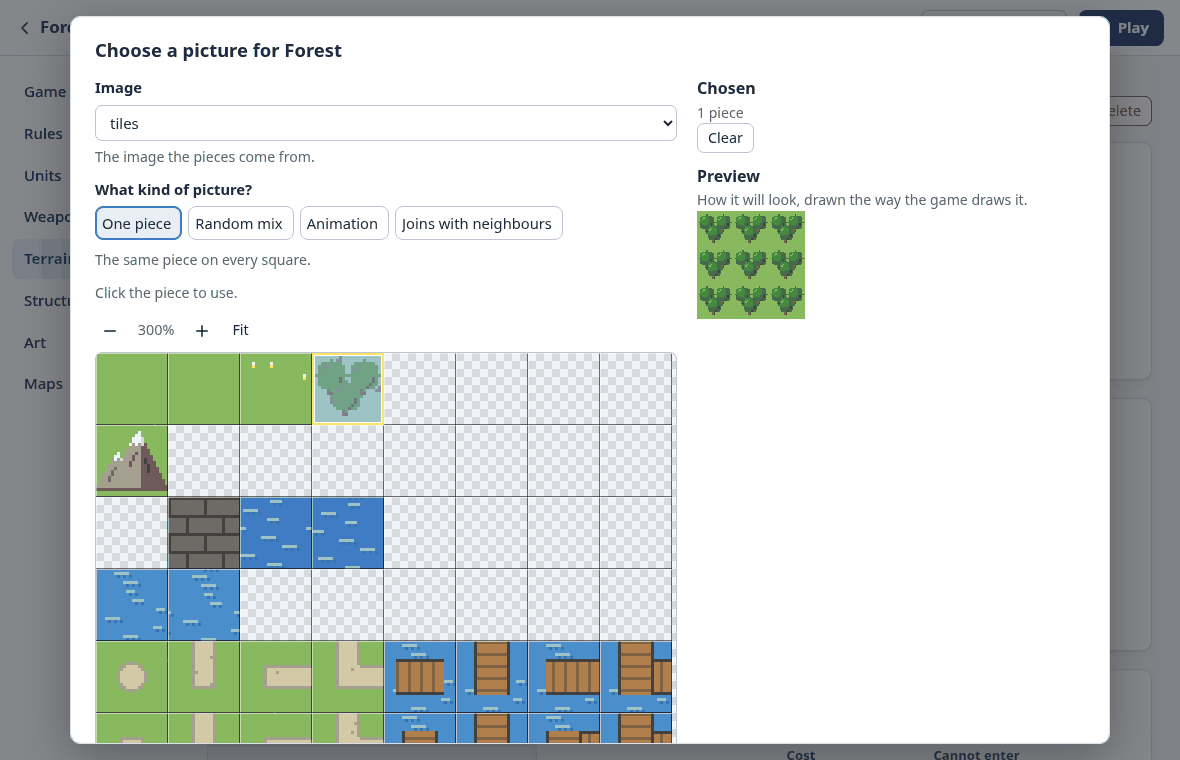 Fore
Play
Choose a picture for Forest
Image
tiles
The image the pieces come from.
What kind of picture?
One piece
Random mix
Animation
Joins with neighbours
The same piece on every square.
Click the piece to use.
300%
Fit
Chosen
1 piece
Clear
Preview
How it will look, drawn the way the game draws it.
Game
Rules
Units
Weapo
Terrai
Structu
Art
Maps
elete
Cost
Cannot enter